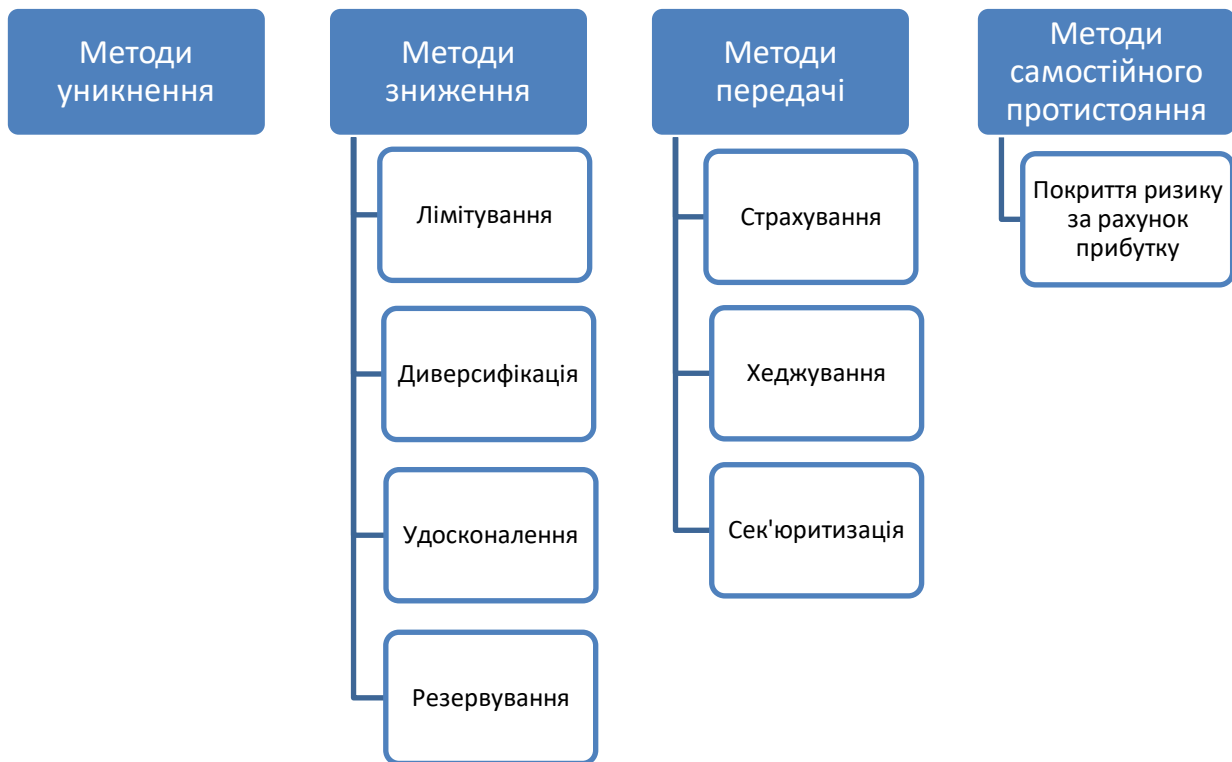 Методи
уникнення
Методи
зниження
Лімітування
Диверсифікація
Удосконалення
Резервування
Методи
передачі
Страхування
Хеджування
Сек'юритизація
Методи
самостійного
протистояння
Покриття ризику
за рахунок
прибутку